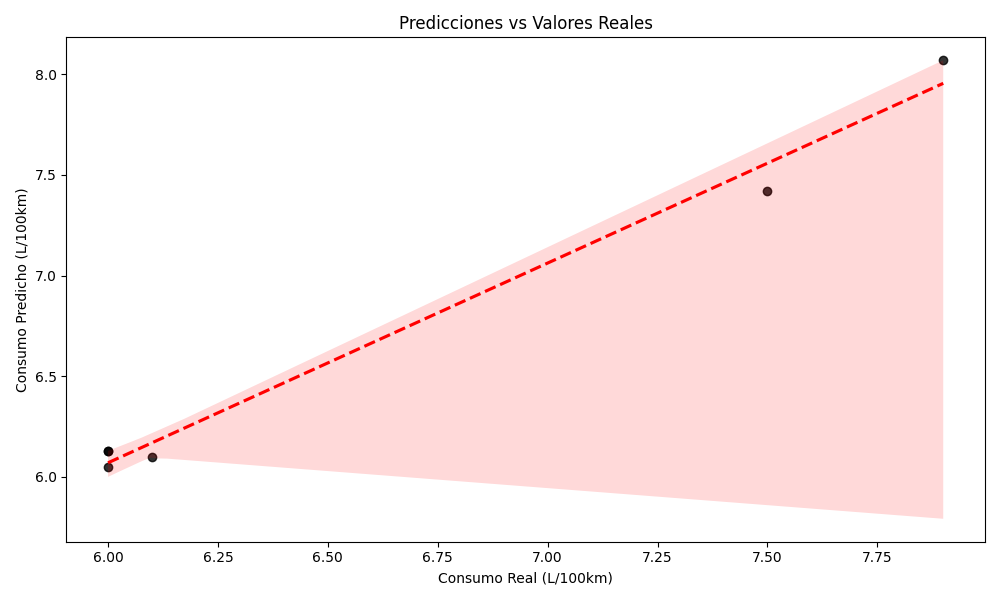 Predicciones vs Valores Reales
Consumo Predicho (L/100km)
8.0
7.5
7.0
6.5
6.0
6.00 6.25 6.50 6.75 7.00 7.25 7.50 7.75
Consumo Real (L/100km)